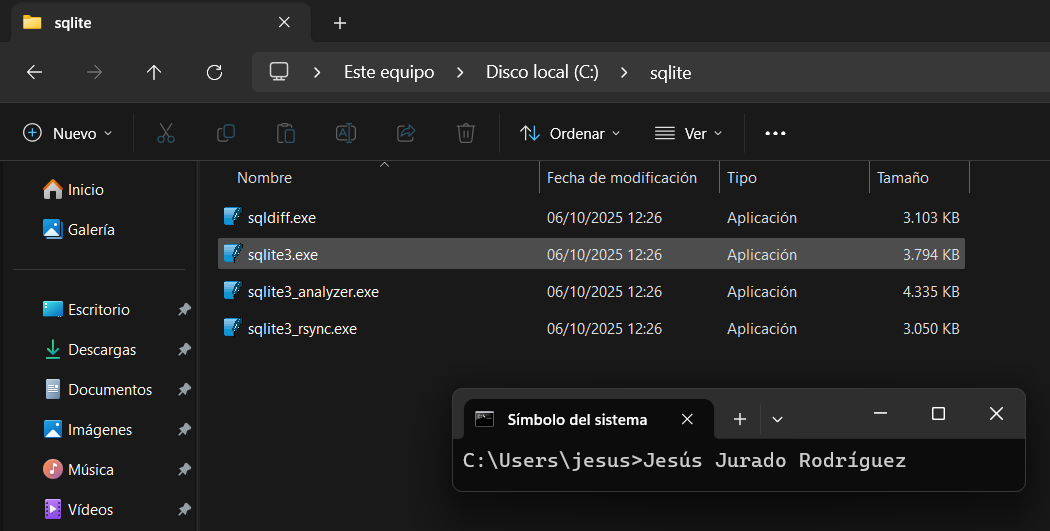 sqlite
Este equipo > Disco local (C:) > sqlite
Nuevo Ordenar Ver
Nombre Fecha de modificación Tipo Tamaño
Inicio
Galería
Escritorio
Descargas
Documentos
Imágenes
Música
Vídeos
sqldiff.exe 06/10/2025 12:26 Aplicación 3.103 KB
sqlite3.exe 06/10/2025 12:26 Aplicación 3.794 KB
sqlite3_analyzer.exe 06/10/2025 12:26 Aplicación 4.335 KB
sqlite3_rsync.exe 06/10/2025 12:26 Aplicación 3.050 KB
Símbolo del sistema
C:\Users\jesus>Jesús Jurado Rodríguez